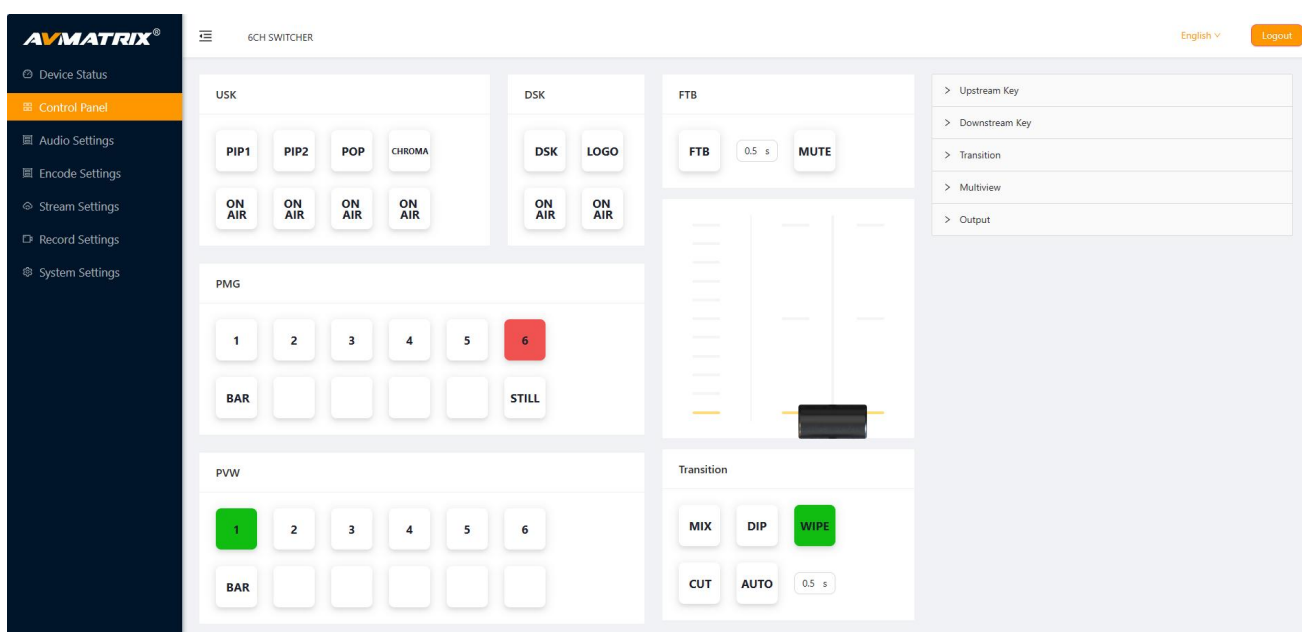 AVMATRIX®
6CH SWITCHER
English
Logout
Device Status
Control Panel
Audio Settings
Encode Settings
Stream Settings
Record Settings
System Settings
USK
PIP1 PIP2 POP CHROMA
ON AIR ON AIR ON AIR ON AIR
DSK
DSK LOGO
ON AIR ON AIR
FTB
FTB 0.5 s MUTE
Upstream Key
Downstream Key
Transition
Multiview
Output
PMG
1 2 3 4 5 6
BAR STILL
PVW
1 2 3 4 5 6
BAR
Transition
MIX DIP WIPE
CUT AUTO 0.5 s